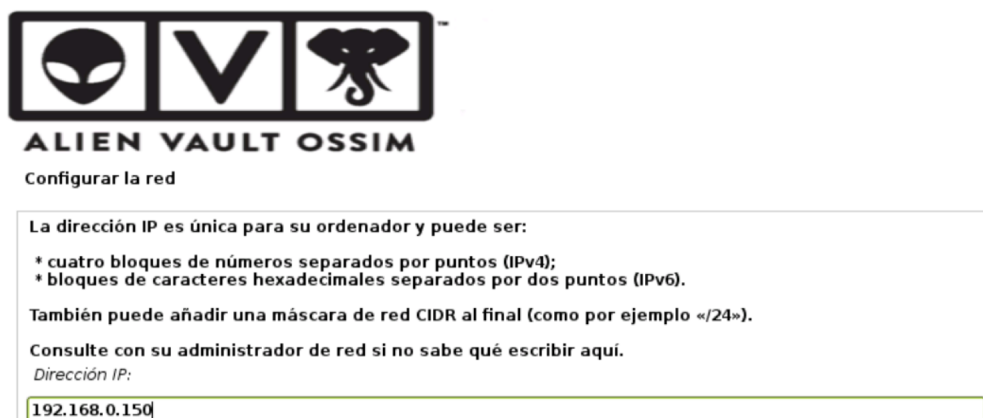 ™
ALIEN VAULT OSSIM
Configurar la red
La dirección IP es única para su ordenador y puede ser:
* cuatro bloques de números separados por puntos (IPv4);
* bloques de caracteres hexadecimales separados por dos puntos (IPv6).
También puede añadir una máscara de red CIDR al final (como por ejemplo «/24»).
Consulte con su administrador de red si no sabe qué escribir aquí.
Dirección IP:
192.168.0.150